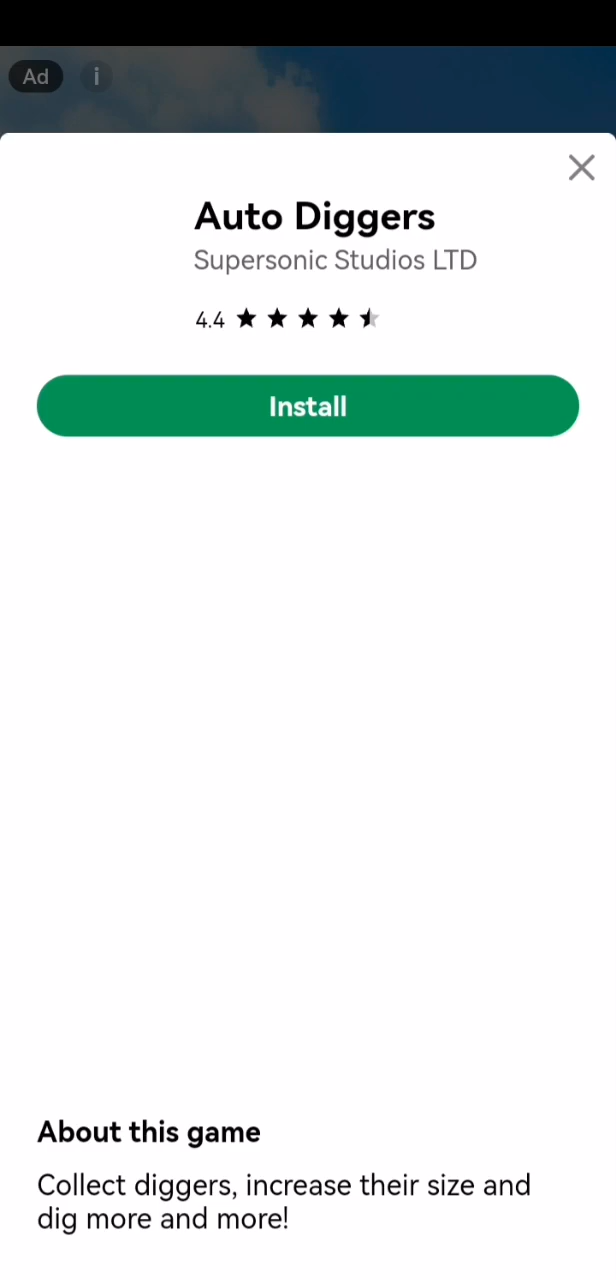 Ad i
Auto Diggers
Supersonic Studios LTD
4.4
Install
About this game
Collect diggers, increase their size and
dig more and more!